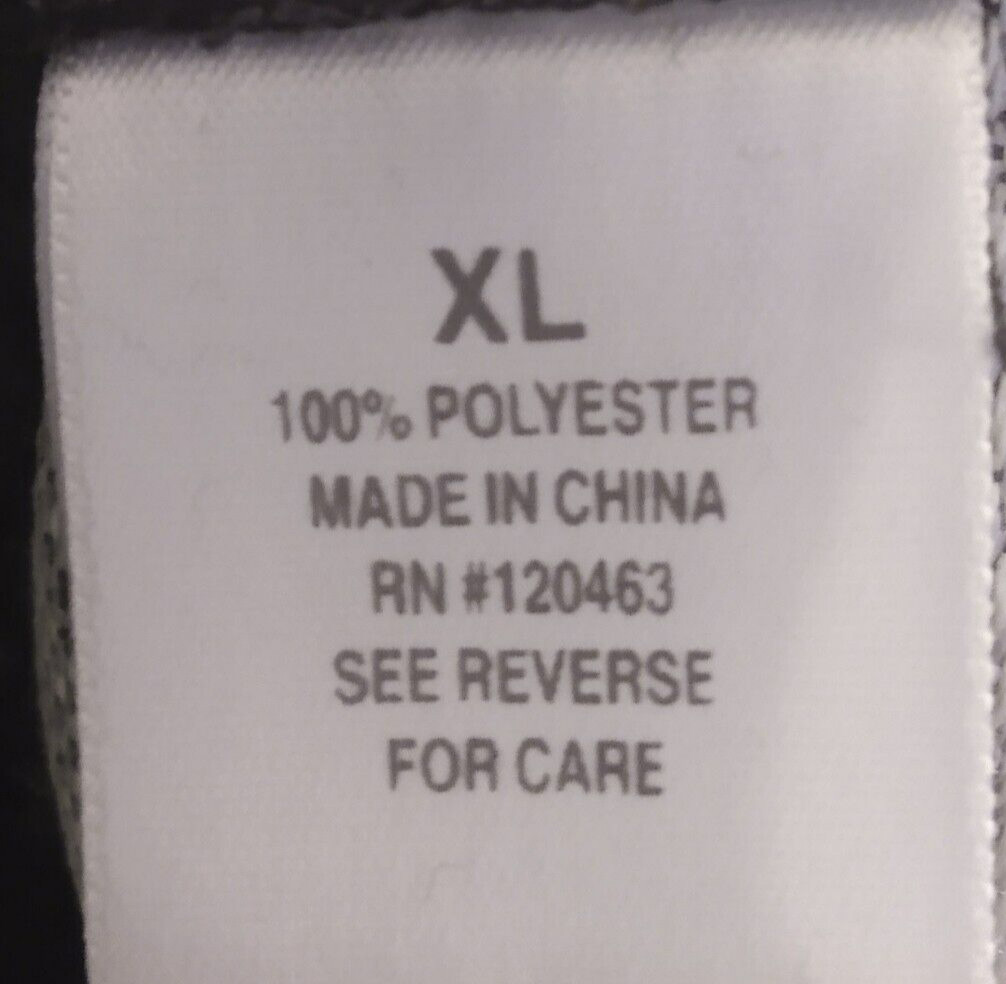 XL
100% POLYESTER
MADE IN CHINA
RN #120463
SEE REVERSE
FOR CARE